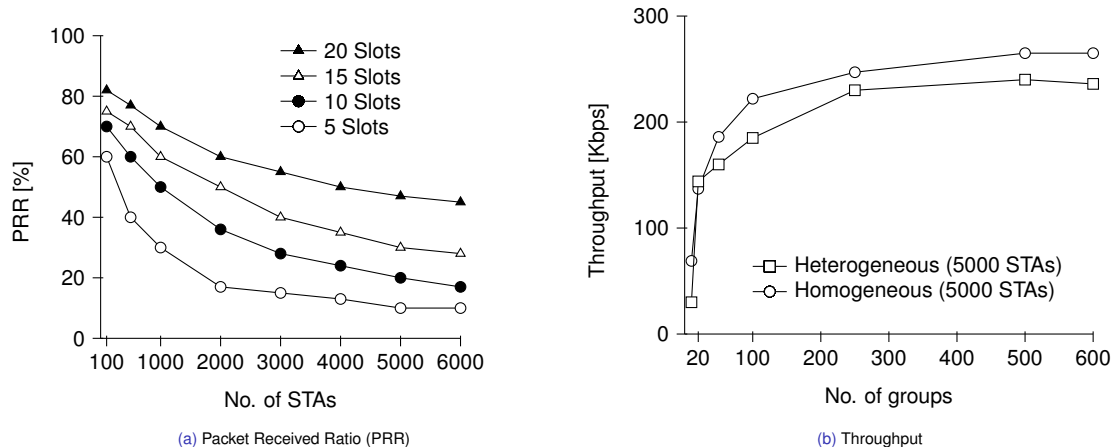 100
80
60
40
20
0
PRR [%]
20 Slots
15 Slots
10 Slots
5 Slots
100 1000 2000 3000 4000 5000 6000
No. of STAs
(a) Packet Received Ratio (PRR)
300
200
100
0
Throughput [Kbps]
Heterogeneous (5000 STAs)
Homogeneous (5000 STAs)
20 100 200 300 400 500 600
No. of groups
(b) Throughput